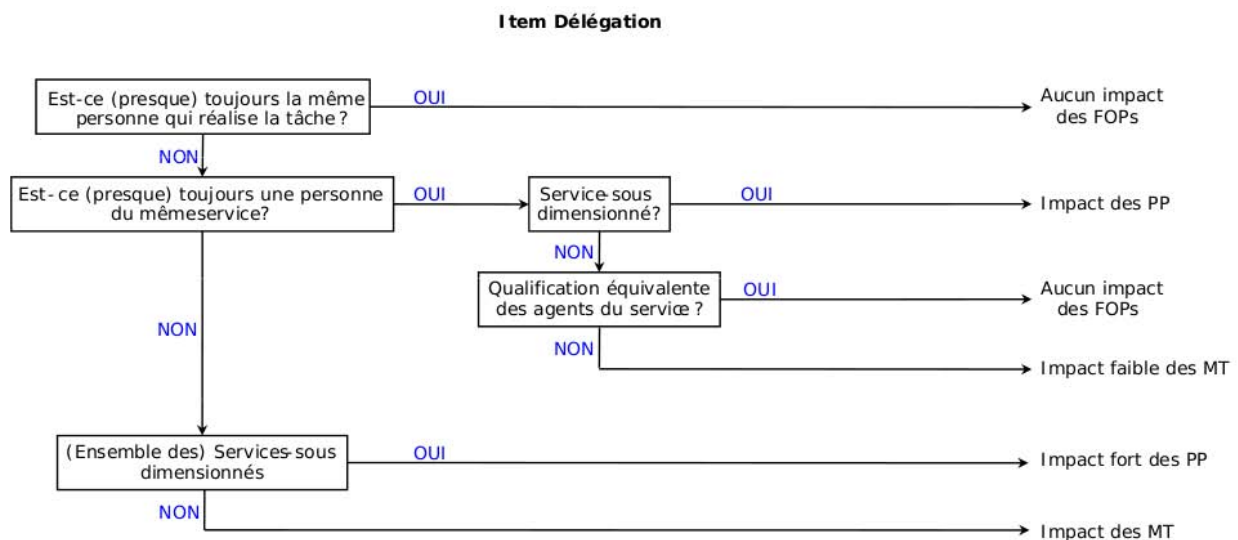 Item Délégation
Est-ce (presque) toujours la même
personne qui réalise la tâche ?
OUI
Aucun impact
des FOPs
NON
Est- ce (presque) toujours une personne
du mêmeservice?
OUI
Service-sous
dimensionné?
OUI
Impact des PP
NON
Qualification équivalente
des agents du service ?
OUI
Aucun impact
des FOPs
NON
NON
Impact faible des MT
(Ensemble des) Services-sous
dimensionnés
OUI
Impact fort des PP
NON
Impact des MT